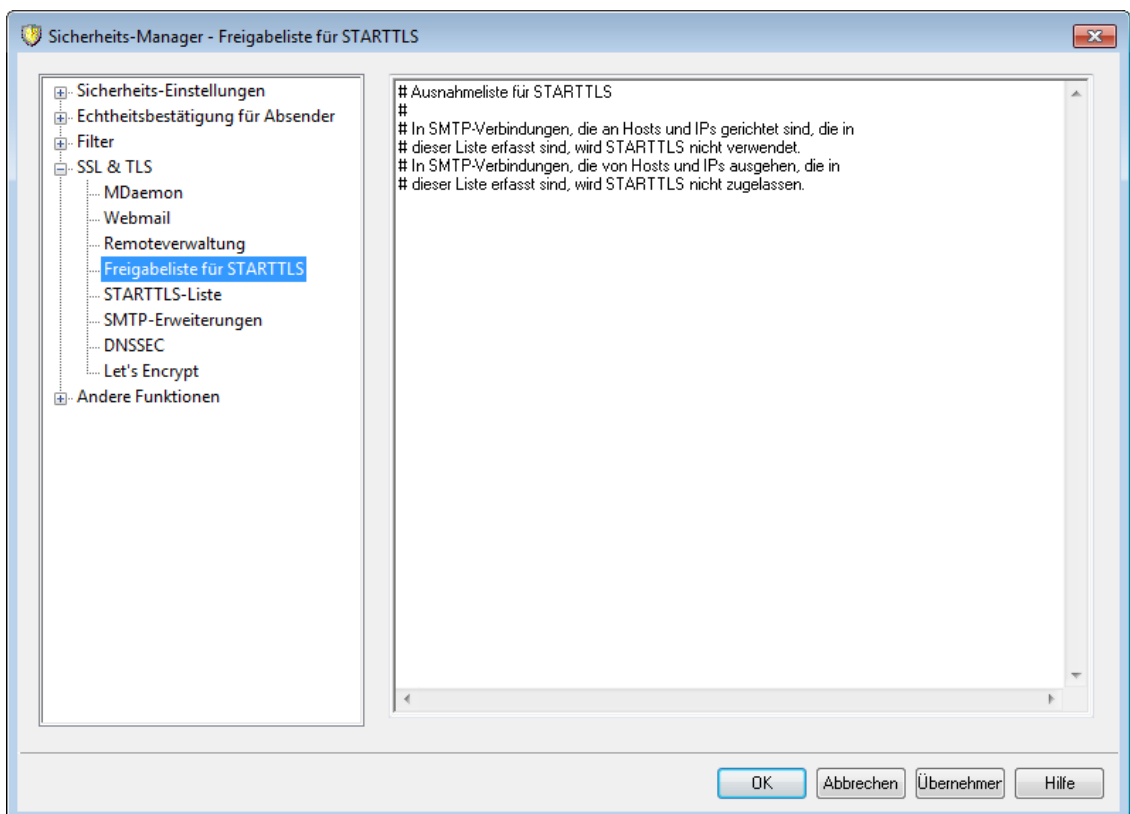 Sicherheits-Manager - Freigabeliste für STARTTLS
Sicherheits-Einstellungen
Echtheitsbestätigung für Absender
Filter
SSL & TLS
MDaemon
Webmail
Remoteverwaltung
Freigabeliste für STARTTLS
STARTTLS-Liste
SMTP-Erweiterungen
DNSSEC
Let's Encrypt
Andere Funktionen
# Ausnahmeliste für STARTTLS
#
# In SMTP-Verbindungen, die an Hosts und IPs gerichtet sind, die in
# dieser Liste erfasst sind, wird STARTTLS nicht verwendet.
# In SMTP-Verbindungen, die von Hosts und IPs ausgehen, die in
# dieser Liste erfasst sind, wird STARTTLS nicht zugelassen.
OK
Abbrechen
Übernehmer
Hilfe